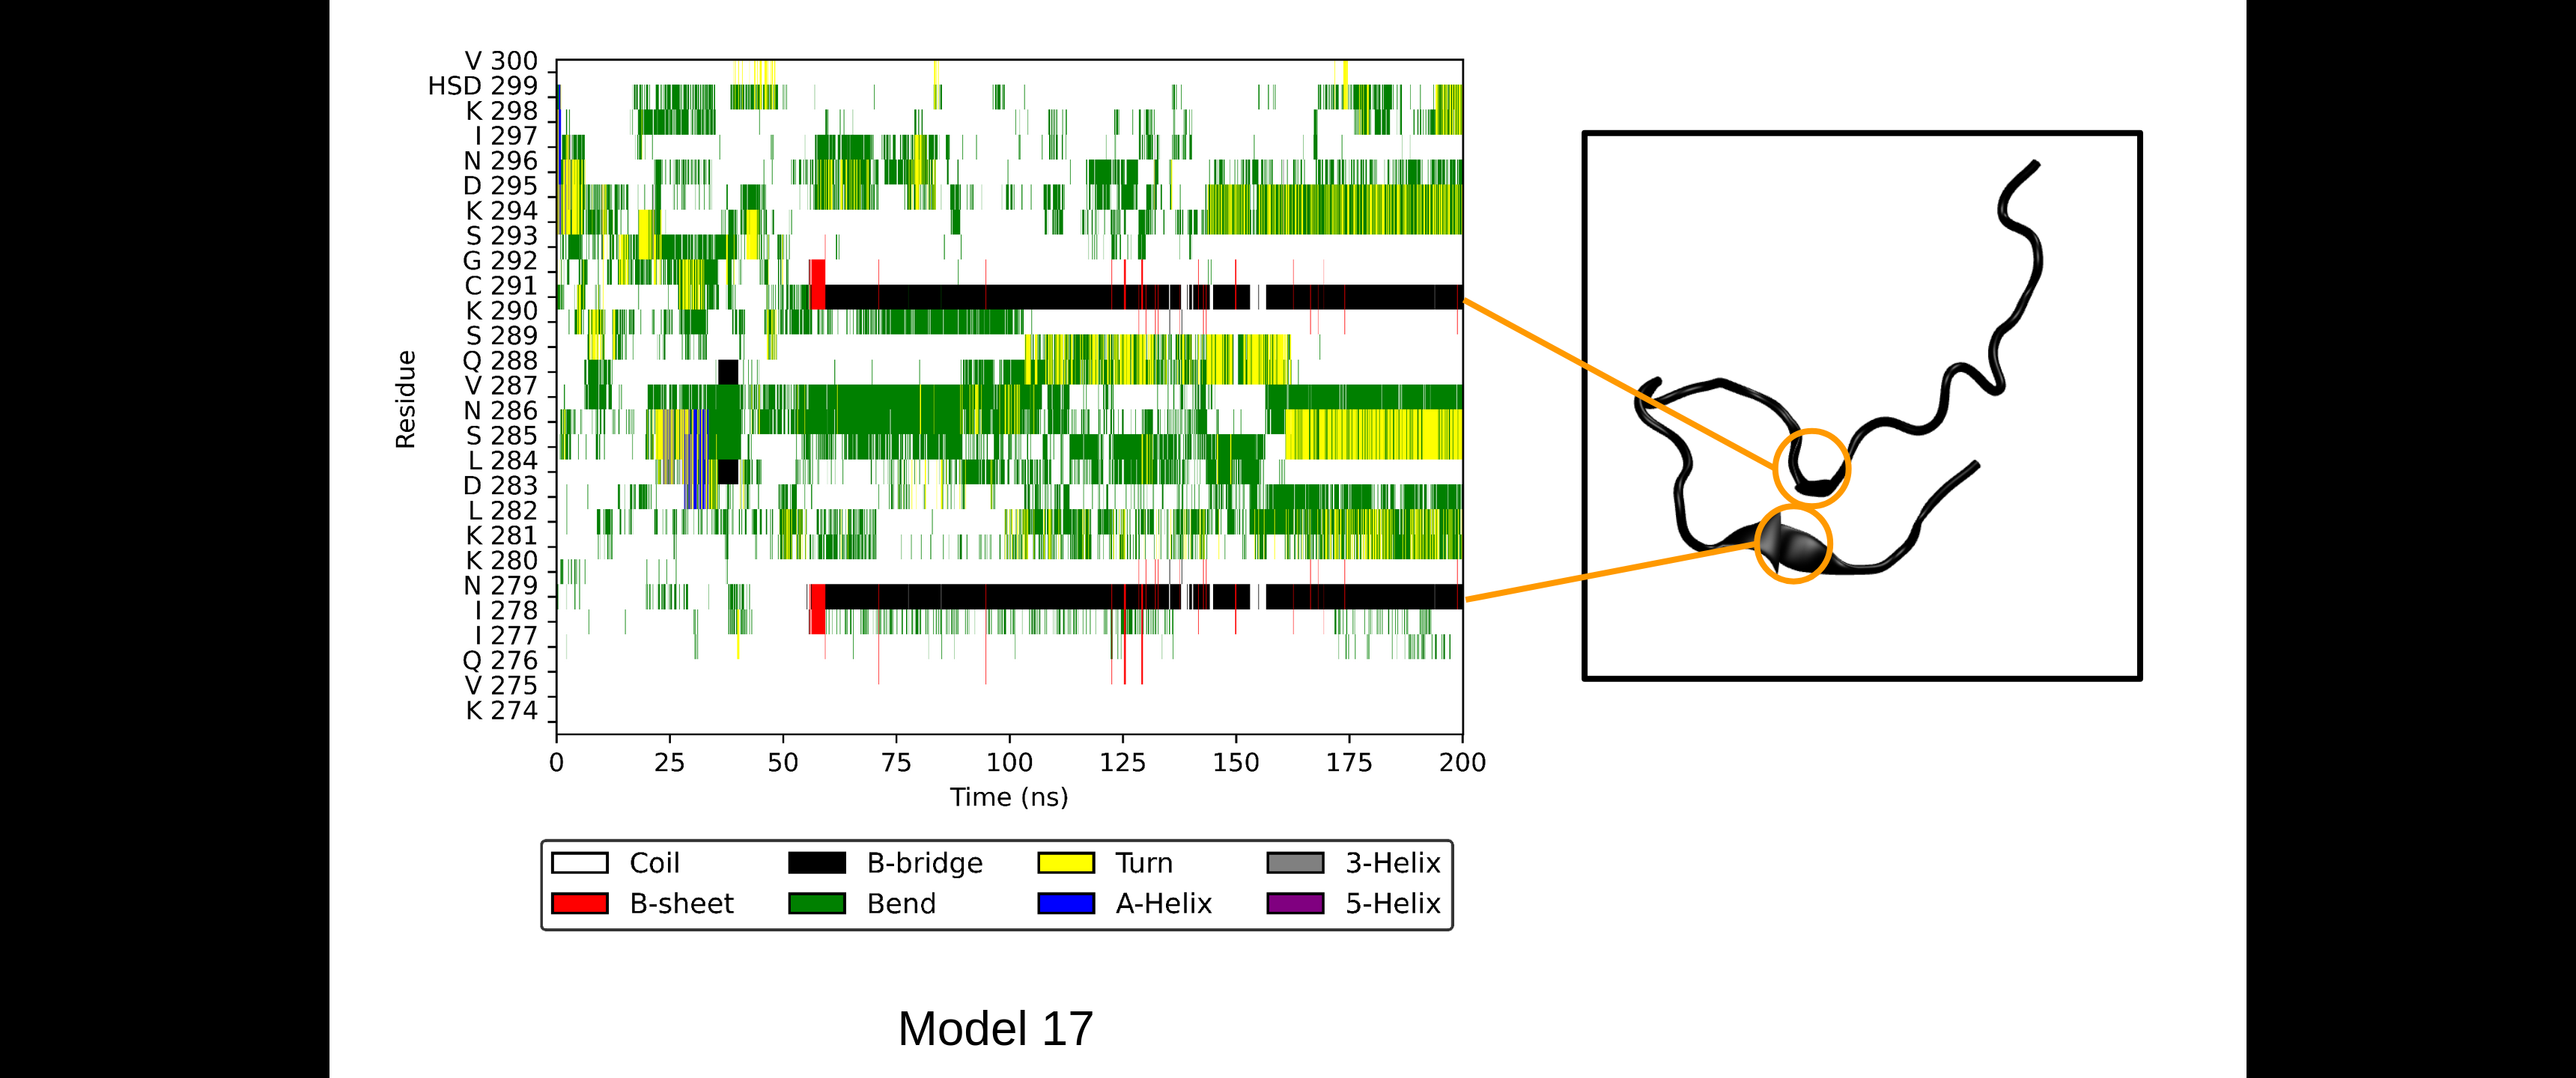 V 300
HSD 299
K 298
I 297
N 296
D 295
K 294
S 293
G 292
C 291
K 290
S 289
Q 288
V 287
N 286
S 285
L 284
D 283
L 282
K 281
K 280
N 279
I 278
I 277
Q 276
V 275
K 274
Residue
0 25 50 75 100 125 150 175 200
Time (ns)
Coil B-bridge Turn 3-Helix
B-sheet Bend A-Helix 5-Helix
Model 17